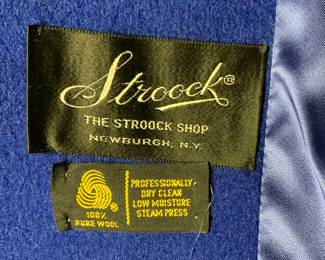 Stroock®
THE STROOCK SHOP
NEWBURGH, N.Y.
100%
PURE WOOL
PROFESSIONALLY
DRY CLEAN
LOW MOISTURE
STEAM PRESS